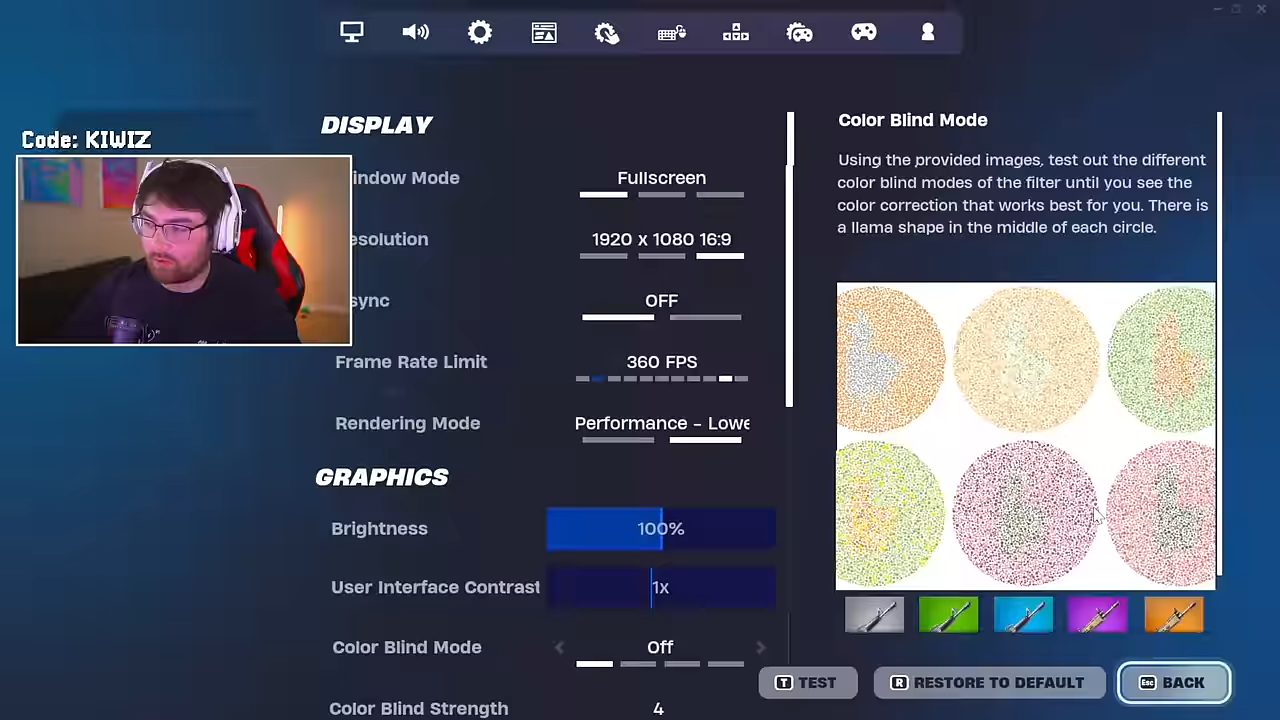 Code: KIWIZ
DISPLAY
indow Mode
Fullscreen
esolution
1920 x 1080 16:9
sync
OFF
Frame Rate Limit
360 FPS
Rendering Mode
Performance - Lowe
GRAPHICS
Brightness
100%
User Interface Contrast
1x
Color Blind Mode
Off
Color Blind Strength
4
Color Blind Mode
Using the provided images, test out the different
color blind modes of the filter until you see the
color correction that works best for you. There is
a llama shape in the middle of each circle.
T TEST
R RESTORE TO DEFAULT
Esc BACK